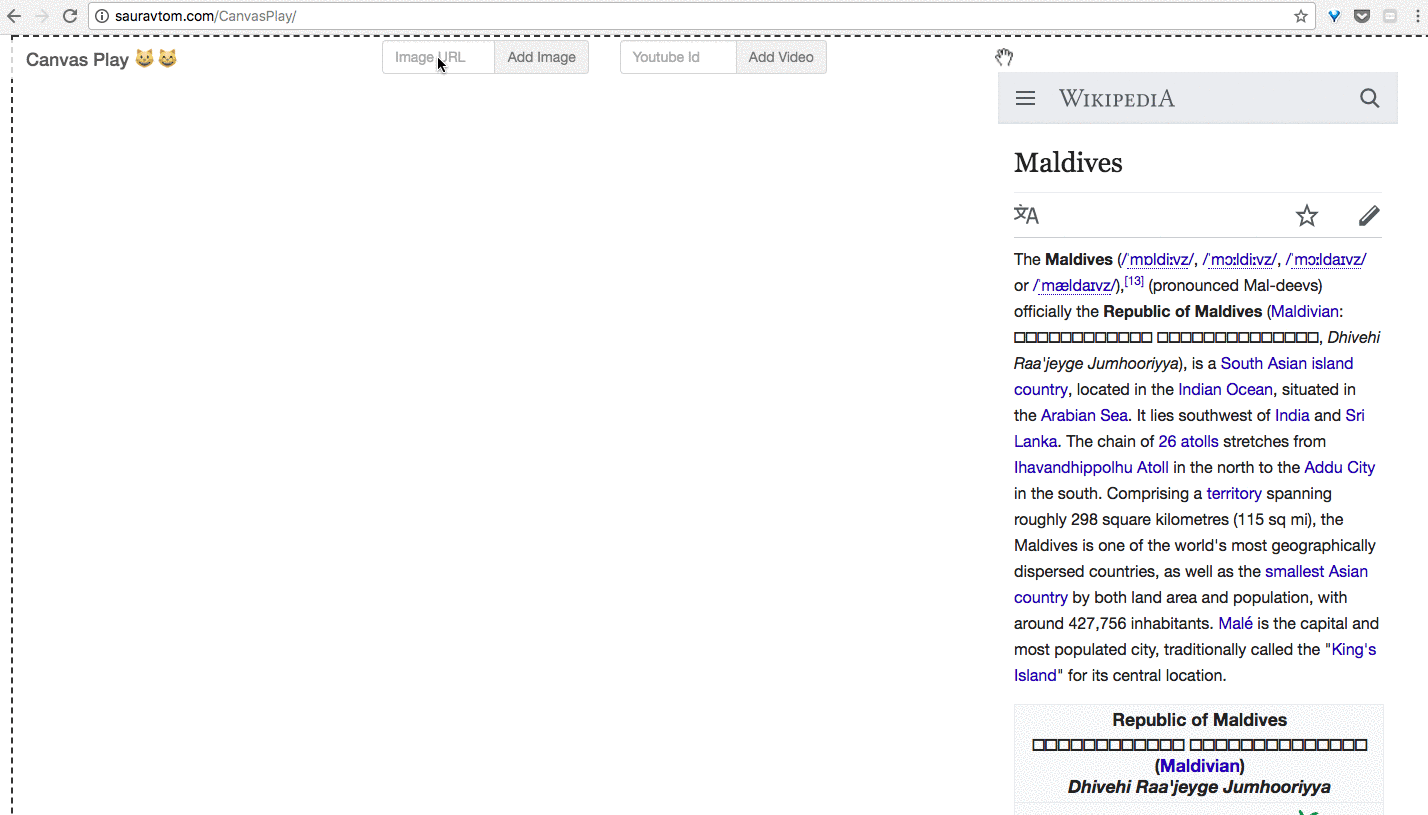 sauravtom.com/CanvasPlay/
Canvas Play 😺😸
Image URL Add Image Youtube Id Add Video
WIKIPEDIA
Maldives
文A
The Maldives (/ˈmɒldiːvz/, /ˈmɔːldiːvz/, /ˈmɔːldaɪvz/
or /ˈmældaɪvz/),[13] (pronounced Mal-deevs)
officially the Republic of Maldives (Maldivian:
, Dhivehi
Raa'jeyge Jumhooriyya), is a South Asian island
country, located in the Indian Ocean, situated in
the Arabian Sea. It lies southwest of India and Sri
Lanka. The chain of 26 atolls stretches from
Ihavandhippolhu Atoll in the north to the Addu City
in the south. Comprising a territory spanning
roughly 298 square kilometres (115 sq mi), the
Maldives is one of the world's most geographically
dispersed countries, as well as the smallest Asian
country by both land area and population, with
around 427,756 inhabitants. Malé is the capital and
most populated city, traditionally called the "King's
Island" for its central location.
Republic of Maldives
(Maldivian)
Dhivehi Raa'jeyge Jumhooriyya